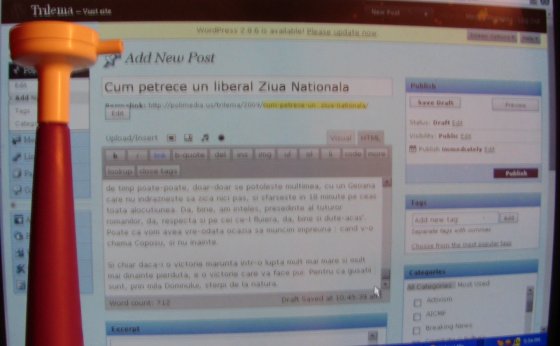 Trilema - Visit site
New Post
WordPress 2.8.6 is available! Please update now
Add New Post
Cum petrece un liberal Ziua Nationala
Permalink: http://polimedia.us/trilema/2009/cum-petrece-un-ziua-nationala/
Edit
Upload/Insert
Visual
HTML
b i link b-quote del ins img ul ol li code more
lookup close tags
de timp poate-poate, doar-doar se potoleste multimea, cu un Geoana
care nu indrazneste sa zica nici pas, si sfarseste in 10 minute pe ceas
toata alocutiunea. Da, bine, am inteles, presedinte al tuturor
romanilor, da, respecta si pe cei ca-l fluiera, da, bine si dute-acas'.
Poate ca vom avea vre-odata ocazia sa muncim impreuna : cand v-o
chema Coposu, si nu inainte.
Si chiar daca-i o victorie marunta intr-o lupta mult mai mare si mult
mai dinainte pierduta, e o victorie care va face pui. Pentru ca gusatii
sunt, prin mila Domnului, sterpi de la natura.
Word count: 712
Draft Saved at
Excerpt
Publish
Save Draft
Preview
Status: Draft Edit
Visibility: Public Edit
Publish immediately Edit
Publish
Tags
Add new tag
Add
Separate tags with commas
Choose from the most popular tags
Categories
All Categories Most Used
Activism
AICMF
Breaking News
Edit
Tags